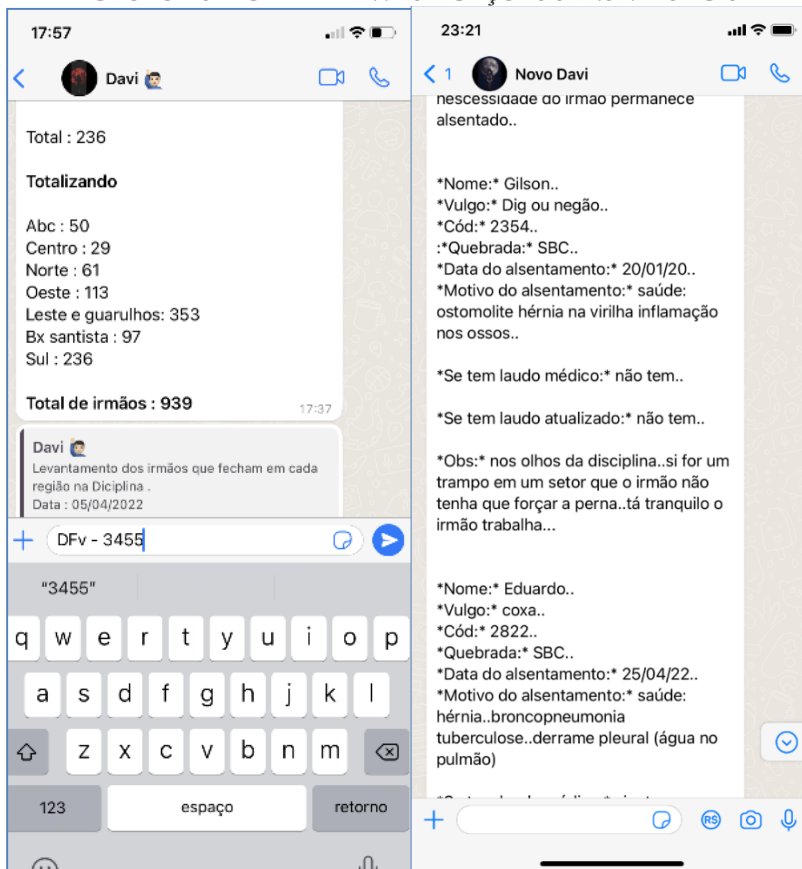 17:57
Davi
Total : 236
Totalizando
Abc : 50
Centro : 29
Norte : 61
Oeste : 113
Leste e guarulhos: 353
Bx santista : 97
Sul : 236
Total de irmãos : 939
17:37
Davi
Levantamento dos irmãos que fecham em cada
região na Diciplina .
Data : 05/04/2022
DFv - 3455
"3455"
q w e r t y u i o p
a s d f g h j k l
z x c v b n m
123 espaço retorno
23:21
1 Novo Davi
nescessidade do irmão permanece
alsentado..
*Nome:* Gilson..
*Vulgo:* Dig ou negão..
*Cód:* 2354..
:*Quebrada:* SBC..
*Data do alsentamento:* 20/01/20..
*Motivo do alsentamento:* saúde:
ostomolite hérnia na virilha inflamação
nos ossos..
*Se tem laudo médico:* não tem..
*Se tem laudo atualizado:* não tem..
*Obs:* nos olhos da disciplina..si for um
trampo em um setor que o irmão não
tenha que forçar a perna..tá tranquilo o
irmão trabalha...
*Nome:* Eduardo..
*Vulgo:* coxa..
*Cód:* 2822..
*Quebrada:* SBC..
*Data do alsentamento:* 25/04/22..
*Motivo do alsentamento:* saúde:
hérnia..broncopneumonia
tuberculose..derrame pleural (água no
pulmão)
R$